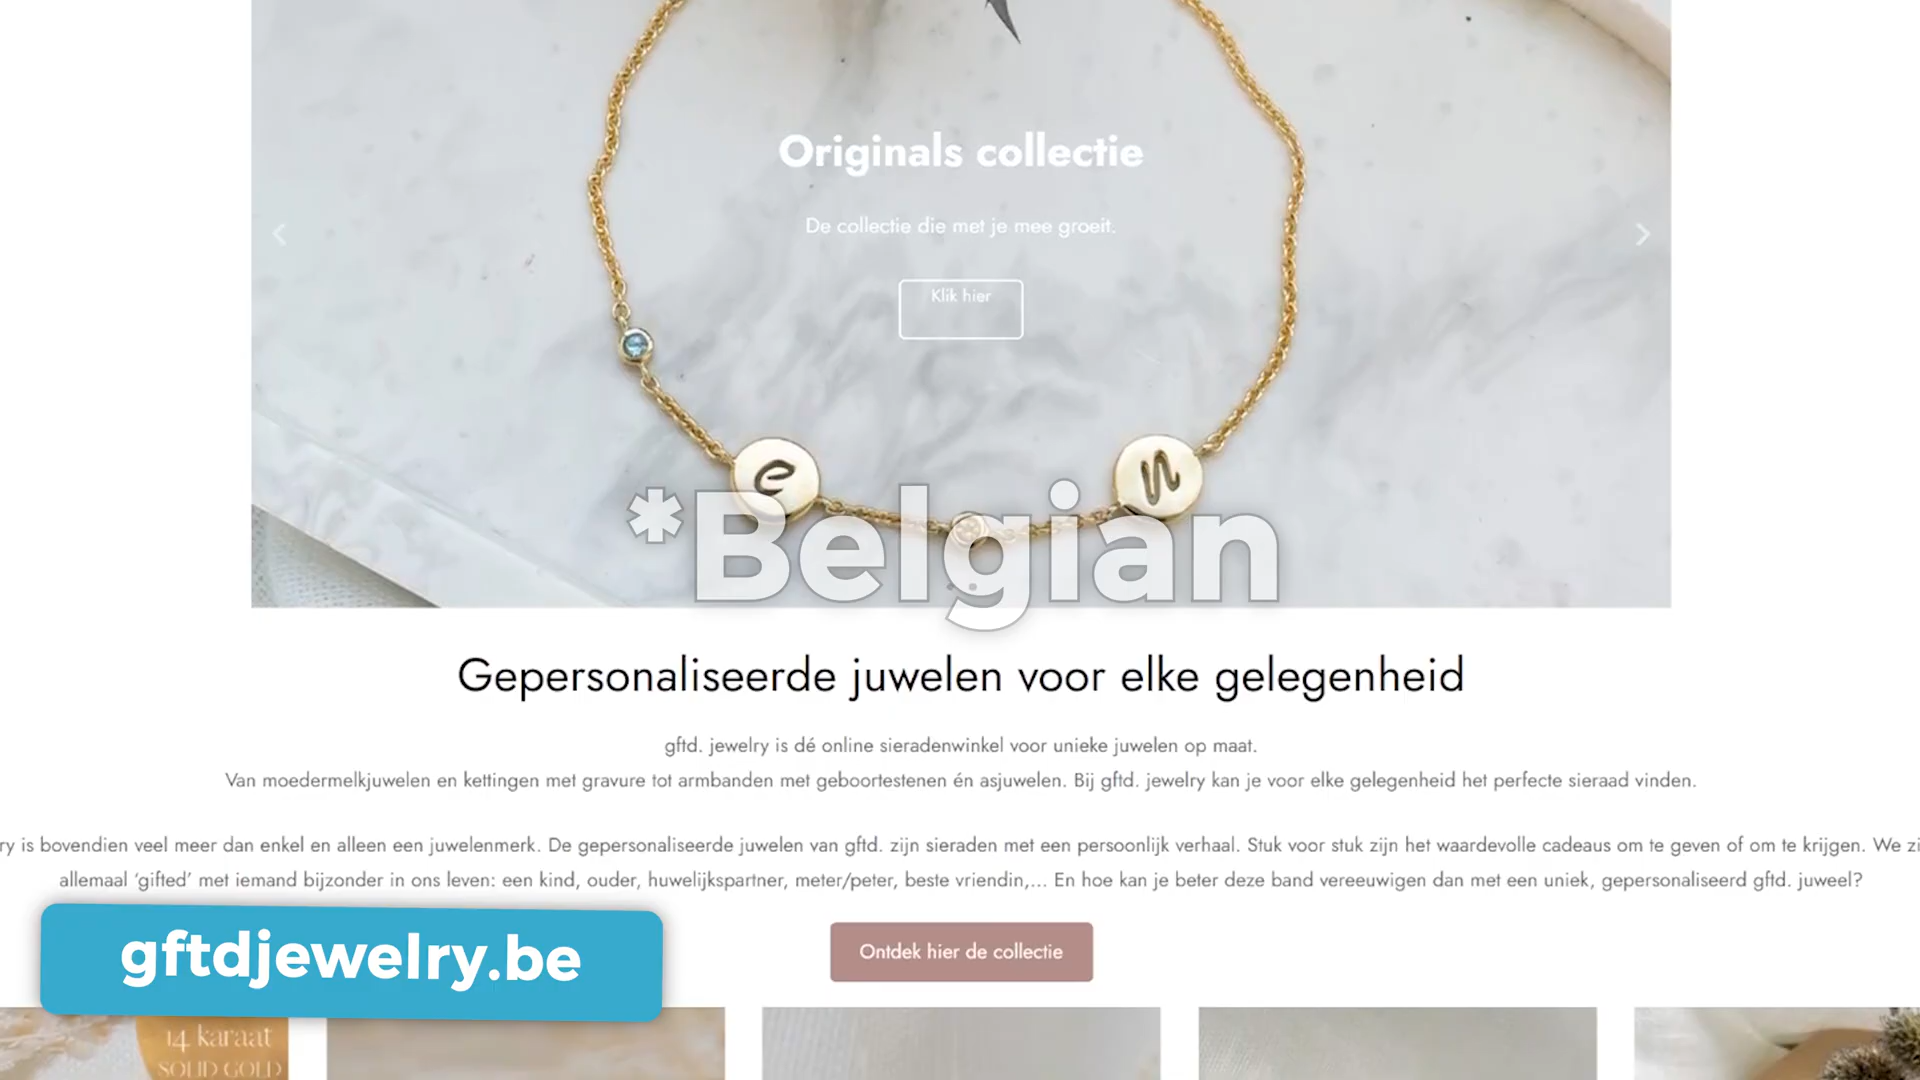 Originals collectie
De collectie die met je mee groeit.
Klik hier
e
n
*Belgian
Gepersonaliseerde juwelen voor elke gelegenheid
gftd. jewelry is dé online sieradenwinkel voor unieke juwelen op maat.
Van moedermelkjuwelen en kettingen met gravure tot armbanden met geboortestenen én asjuwelen. Bij gftd. jewelry kan je voor elke gelegenheid het perfecte sieraad vinden.
ry is bovendien veel meer dan enkel en alleen een juwelenmerk. De gepersonaliseerde juwelen van gftd. zijn sieraden met een persoonlijk verhaal. Stuk voor stuk zijn het waardevolle cadeaus om te geven of om te krijgen. We zi
allemaal ‘gifted’ met iemand bijzonder in ons leven: een kind, ouder, huwelijkspartner, meter/peter, beste vriendin,... En hoe kan je beter deze band vereeuwigen dan met een uniek, gepersonaliseerd gftd. juweel?
Ontdek hier de collectie
gftdjewelry.be
14 karaat
SOLID GOLD